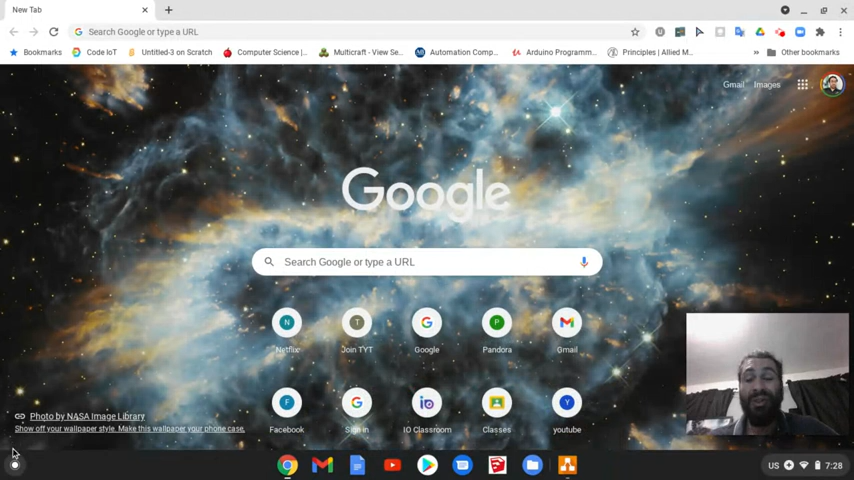 New Tab
Search Google or type a URL
Bookmarks
Code IoT
Untitled-3 on Scratch
Computer Science |...
Multicraft - View Se...
Automation Comp...
Arduino Programm...
Principles | Allied M...
»
Other bookmarks
Gmail
Images
Google
Search Google or type a URL
N
T
G
P
Netflix
Join TYT
Google
Pandora
Gmail
F
G
io
Y
Facebook
Sign in
IO Classroom
Classes
youtube
Photo by NASA Image Library
Show off your wallpaper style. Make this wallpaper your phone case.
US
7:28